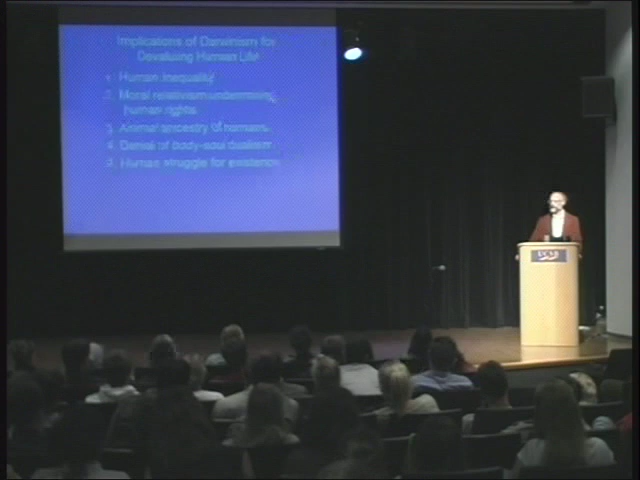 Implications of Darwinism for
Devaluing Human Life
1. Human Inequality
2. Moral relativism undermining
human rights
3. Animal ancestry of humans
4. Denial of body-soul dualism
5. Human struggle for existence